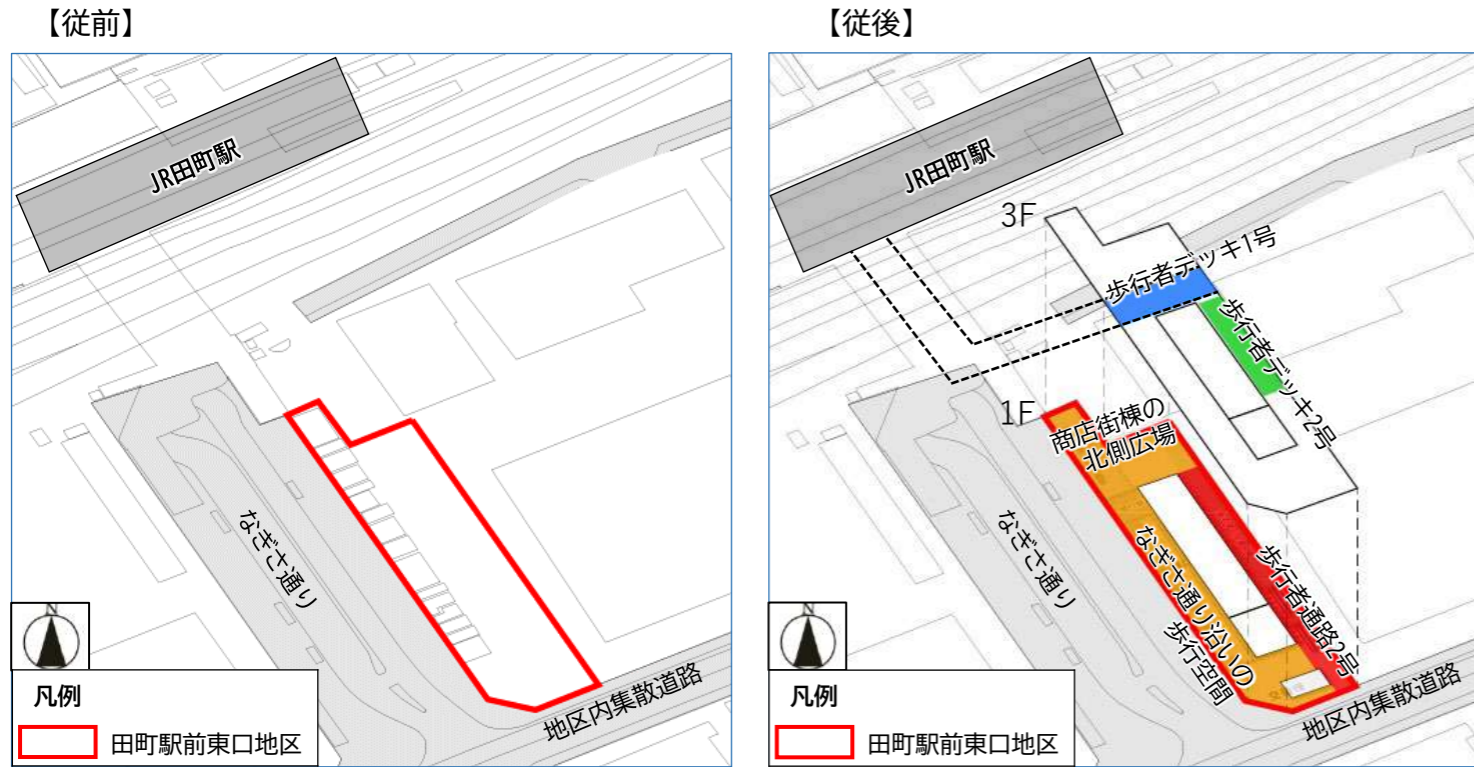 【従前】
JR田町駅
なぎさ通り
地区内集散道路
N
凡例
田町駅前東口地区
【従後】
JR田町駅
3F
歩行者デッキ1号
歩行者デッキ2号
1F
商店街棟の
北側広場
なぎさ通り
なぎさ通り沿いの
歩行空間
歩行者通路2号
地区内集散道路
N
凡例
田町駅前東口地区